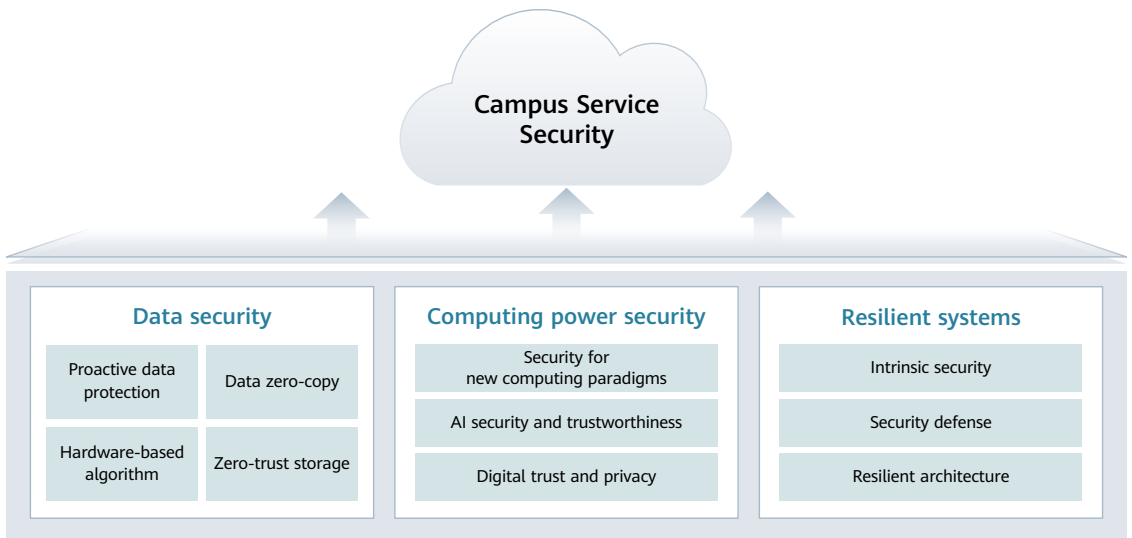 Campus Service
Security
Data security
Proactive data
protection
Data zero-copy
Hardware-based
algorithm
Zero-trust storage
Computing power security
Security for
new computing paradigms
AI security and trustworthiness
Digital trust and privacy
Resilient systems
Intrinsic security
Security defense
Resilient architecture